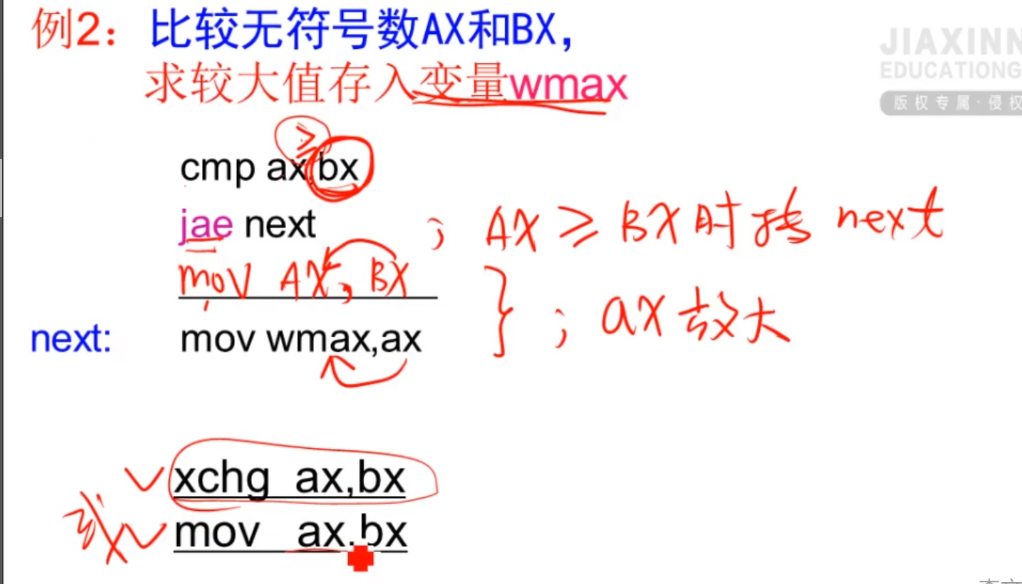 例2：比较无符号数AX和BX，
JIAXINN
EDUCATIONG
版权专属·侵权
求较大值存入变量wmax
≥
cmp ax,bx
jae next ; AX ≥ BX时转 next
mov AX, BX
} ; ax 放大
next: mov wmax,ax
xchg ax,bx
或
mov ax,bx